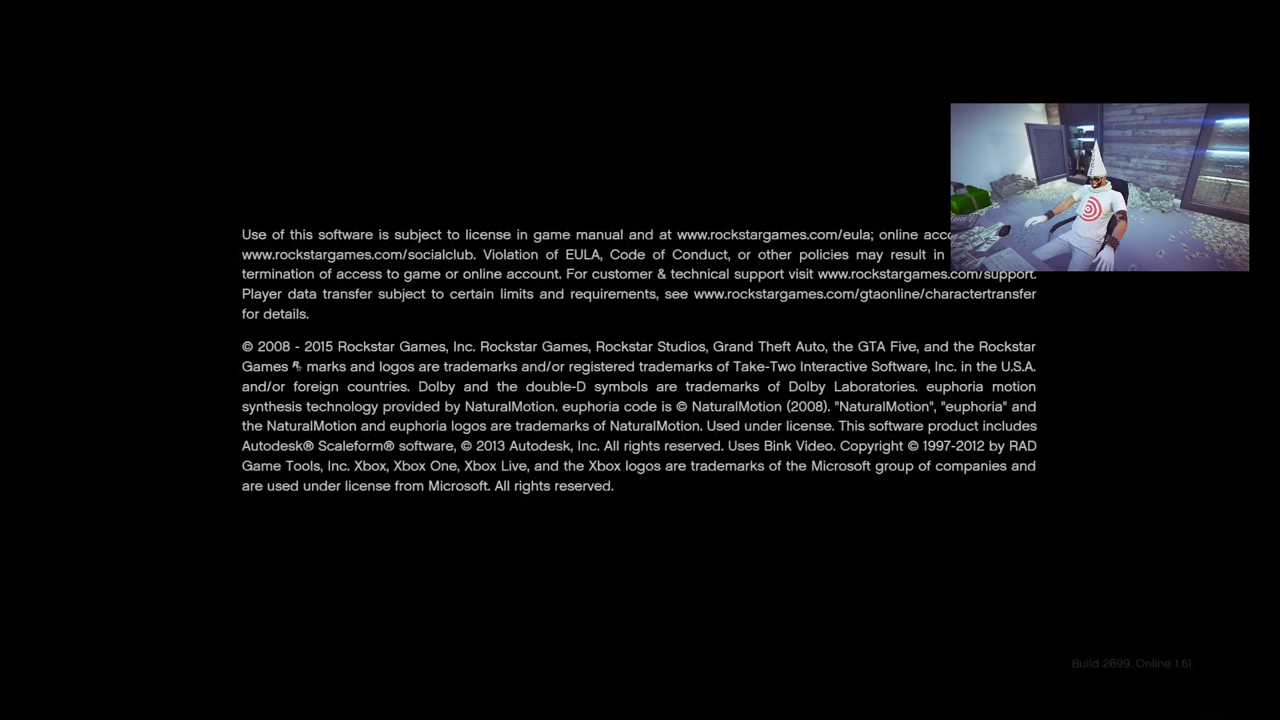 Use of this software is subject to license in game manual and at www.rockstargames.com/eula; online
www.rockstargames.com/socialclub. Violation of EULA, Code of Conduct, or other policies may result in
termination of access to game or online account. For customer & technical support visit www.rockstargames.com/support.
Player data transfer subject to certain limits and requirements, see www.rockstargames.com/gtaonline/charactertransfer
for details.
© 2008 - 2015 Rockstar Games, Inc. Rockstar Games, Rockstar Studios, Grand Theft Auto, the GTA Five, and the Rockstar
Games R* marks and logos are trademarks and/or registered trademarks of Take-Two Interactive Software, Inc. in the U.S.A.
and/or foreign countries. Dolby and the double-D symbols are trademarks of Dolby Laboratories. euphoria motion
synthesis technology provided by NaturalMotion. euphoria code is © NaturalMotion (2008). "NaturalMotion", "euphoria" and
the NaturalMotion and euphoria logos are trademarks of NaturalMotion. Used under license. This software product includes
Autodesk® Scaleform® software, © 2013 Autodesk, Inc. All rights reserved. Uses Bink Video. Copyright © 1997-2012 by RAD
Game Tools, Inc. Xbox, Xbox One, Xbox Live, and the Xbox logos are trademarks of the Microsoft group of companies and
are used under license from Microsoft. All rights reserved.
Build 2699. Online 1.61.